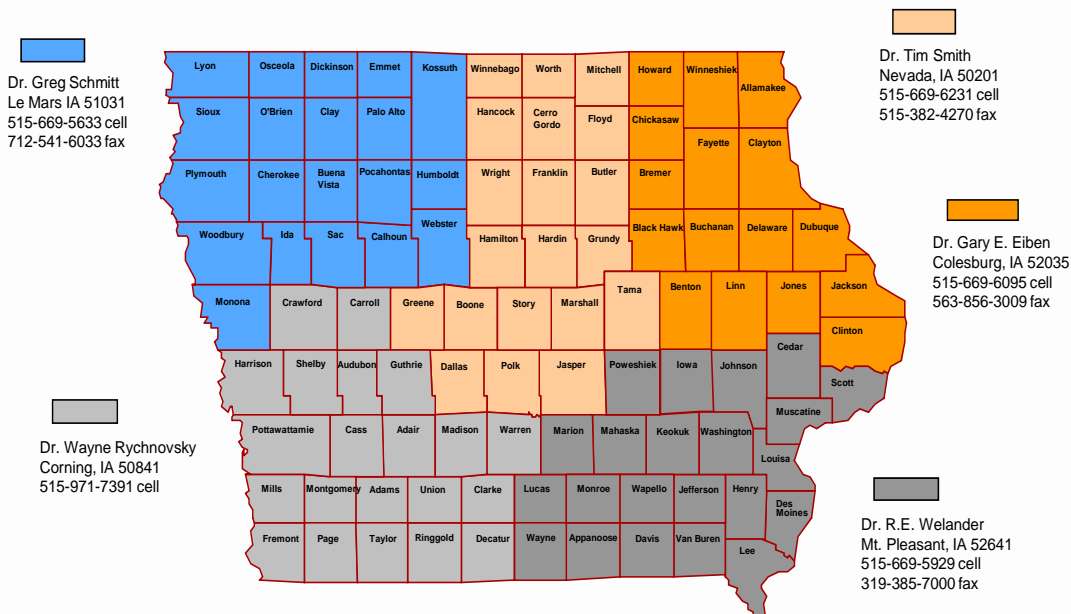 Dr. Greg Schmitt
Le Mars IA 51031
515-669-5633 cell
712-541-6033 fax
Dr. Tim Smith
Nevada, IA 50201
515-669-6231 cell
515-382-4270 fax
Lyon Osceola Dickinson Emmet Kossuth Winnebago Worth Mitchell Howard Winneshiek
Allamakee
Sioux O'Brien Clay Palo Alto Hancock Cerro
Gordo
Floyd Chickasaw
Fayette Clayton
Plymouth Cherokee Buena
Vista
Pocahontas Humboldt Wright Franklin Butler Bremer
Woodbury Ida Sac Calhoun Webster Hamilton Hardin Grundy Black Hawk Buchanan Delaware Dubuque
Dr. Gary E. Eiben
Colesburg, IA 52035
515-669-6095 cell
563-856-3009 fax
Monona Crawford Carroll Greene Boone Story Marshall Tama Benton Linn Jones Jackson
Clinton
Cedar
Harrison Shelby Audubon Guthrie Dallas Polk Jasper Poweshiek Iowa Johnson
Scott
Muscatine
Pottawattamie Cass Adair Madison Warren Marion Mahaska Keokuk Washington
Louisa
Dr. Wayne Rychnovsky
Corning, IA 50841
515-971-7391 cell
Mills Montgomery Adams Union Clarke Lucas Monroe Wapello Jefferson Henry
Des
Moines
Fremont Page Taylor Ringgold Decatur Wayne Appanoose Davis Van Buren
Lee
Dr. R.E. Welander
Mt. Pleasant, IA 52641
515-669-5929 cell
319-385-7000 fax